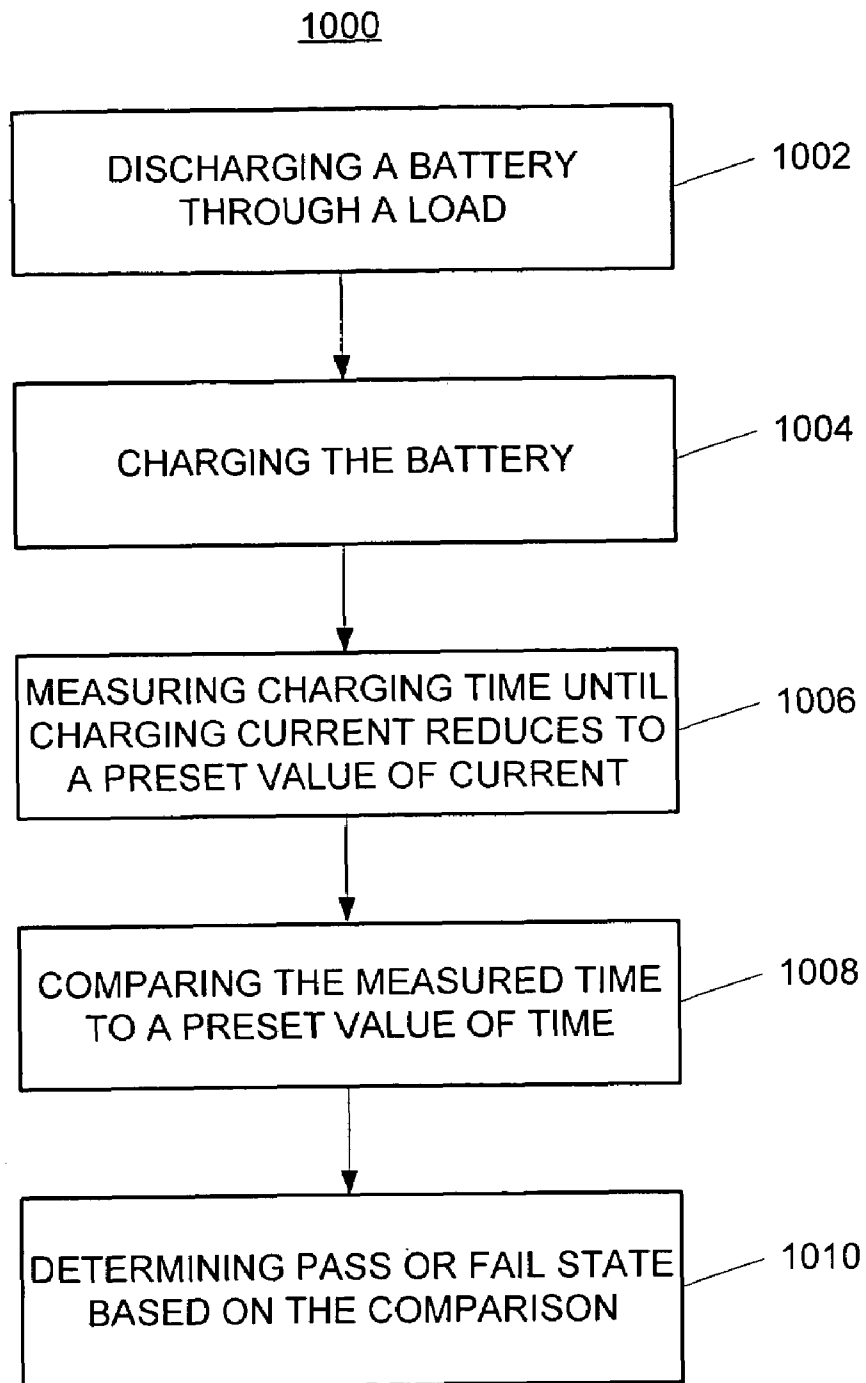 1000
DISCHARGING A BATTERY
THROUGH A LOAD
1002
CHARGING THE BATTERY
1004
MEASURING CHARGING TIME UNTIL
CHARGING CURRENT REDUCES TO
A PRESET VALUE OF CURRENT
1006
COMPARING THE MEASURED TIME
TO A PRESET VALUE OF TIME
1008
DETERMINING PASS OR FAIL STATE
BASED ON THE COMPARISON
1010